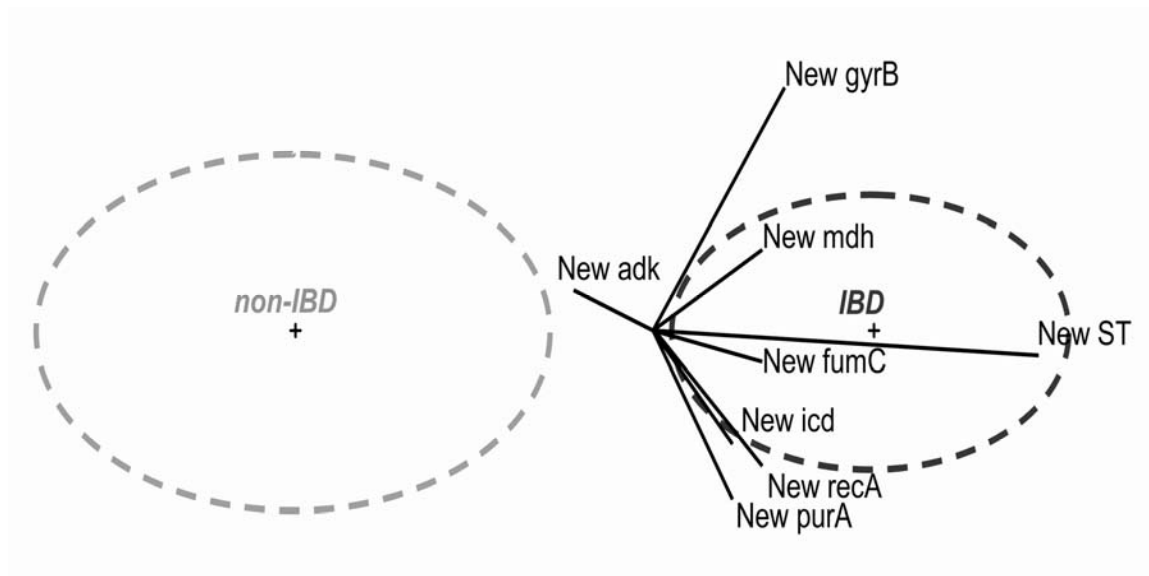 New gyrB
New mdh
New adk
non-IBD
+
IBD
+
New ST
New fumC
New icd
New recA
New purA